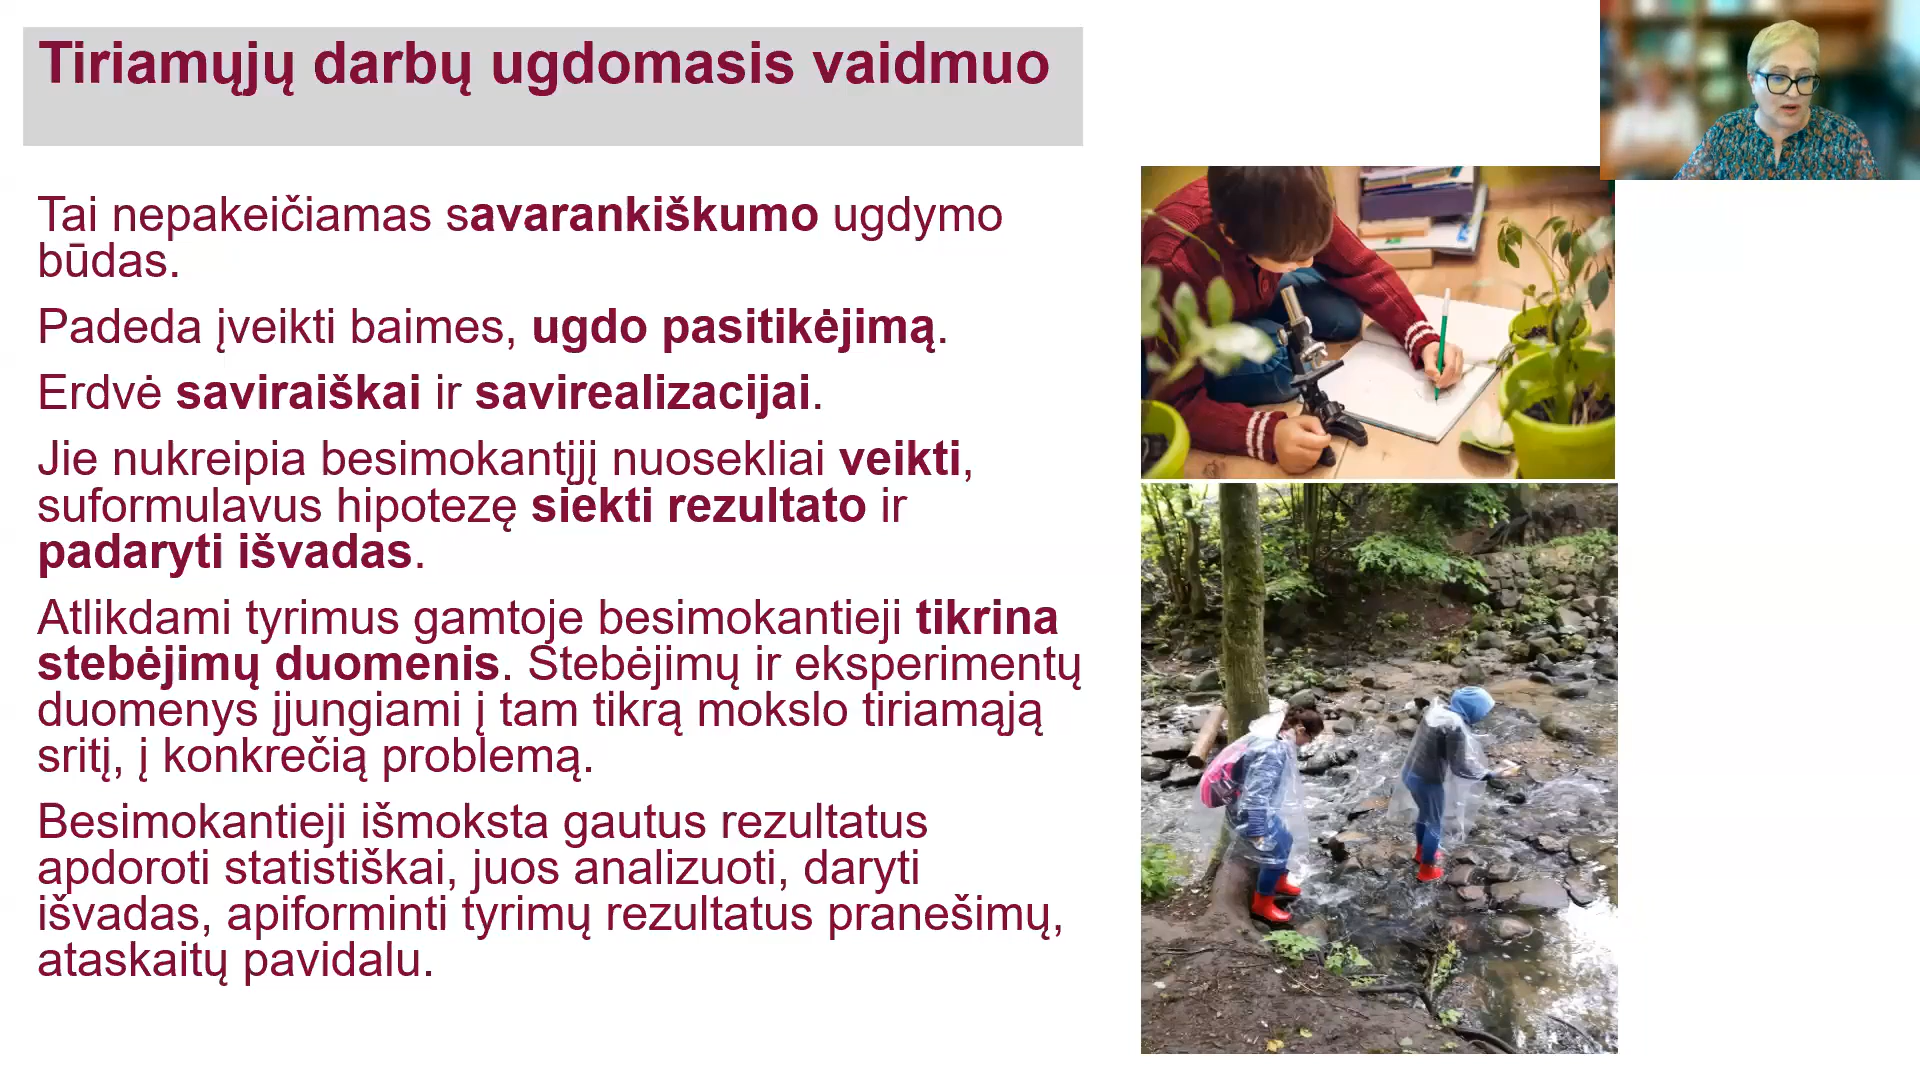 Tiriamųjų darbų ugdomasis vaidmuo
Tai nepakeičiamas savarankiškumo ugdymo
būdas.
Padeda įveikti baimes, ugdo pasitikėjimą.
Erdvė saviraiškai ir savirealizacijai.
Jie nukreipia besimokantįjį nuosekliai veikti,
suformulavus hipotezę siekti rezultato ir
padaryti išvadas.
Atlikdami tyrimus gamtoje besimokantieji tikrina
stebėjimų duomenis. Stebėjimų ir eksperimentų
duomenys įjungiami į tam tikrą mokslo tiriamąją
sritį, į konkrečią problemą.
Besimokantieji išmoksta gautus rezultatus
apdoroti statistiškai, juos analizuoti, daryti
išvadas, apiforminti tyrimų rezultatus pranešimų,
ataskaitų pavidalu.